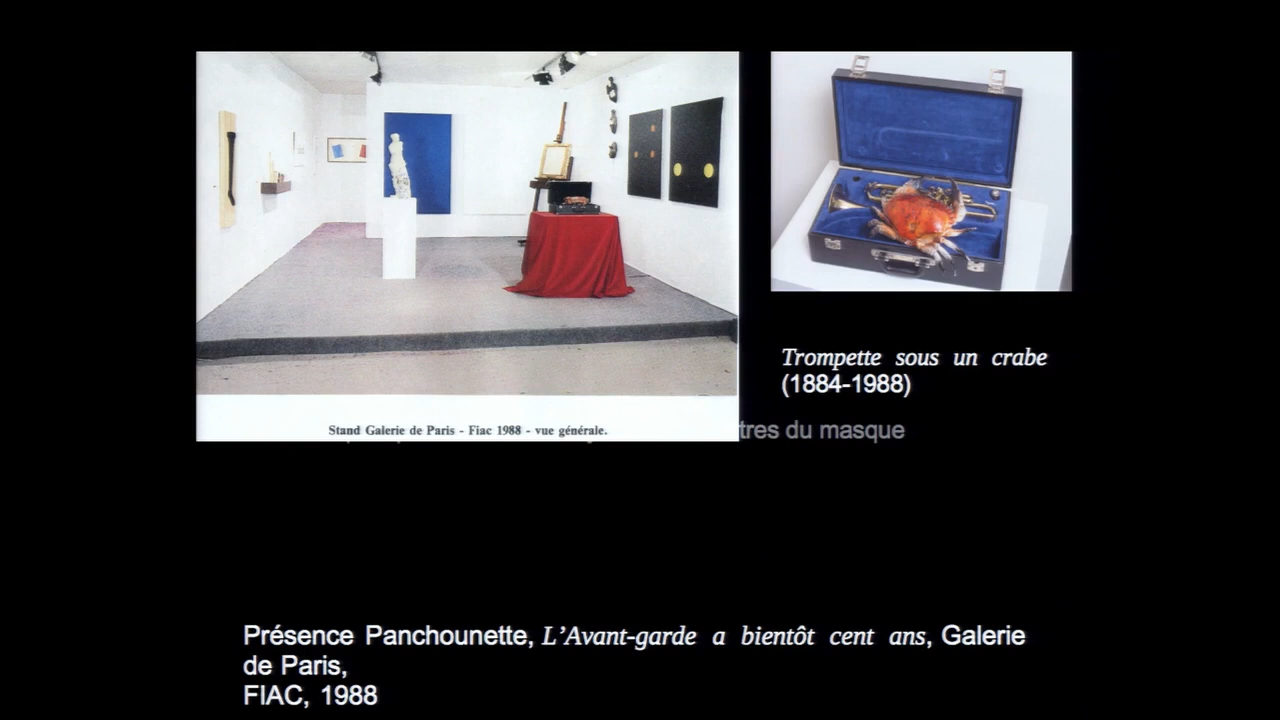 Stand Galerie de Paris - Fiac 1988 - vue générale.
Trompette sous un crabe
(1884-1988)
tres du masque
Présence Panchounette, L’Avant-garde a bientôt cent ans, Galerie
de Paris,
FIAC, 1988